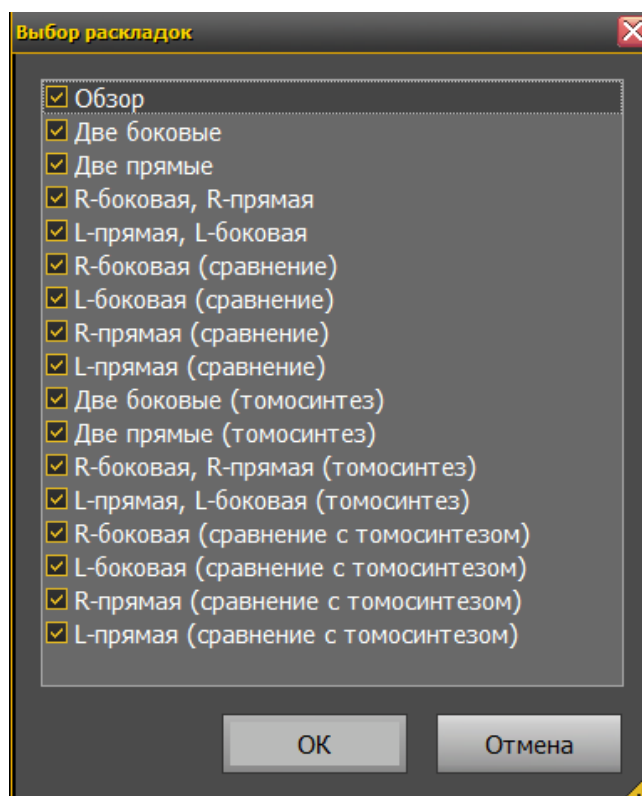 Выбор раскладок
Обзор
Две боковые
Две прямые
R-боковая, R-прямая
L-прямая, L-боковая
R-боковая (сравнение)
L-боковая (сравнение)
R-прямая (сравнение)
L-прямая (сравнение)
Две боковые (томосинтез)
Две прямые (томосинтез)
R-боковая, R-прямая (томосинтез)
L-прямая, L-боковая (томосинтез)
R-боковая (сравнение с томосинтезом)
L-боковая (сравнение с томосинтезом)
R-прямая (сравнение с томосинтезом)
L-прямая (сравнение с томосинтезом)
ОК Отмена